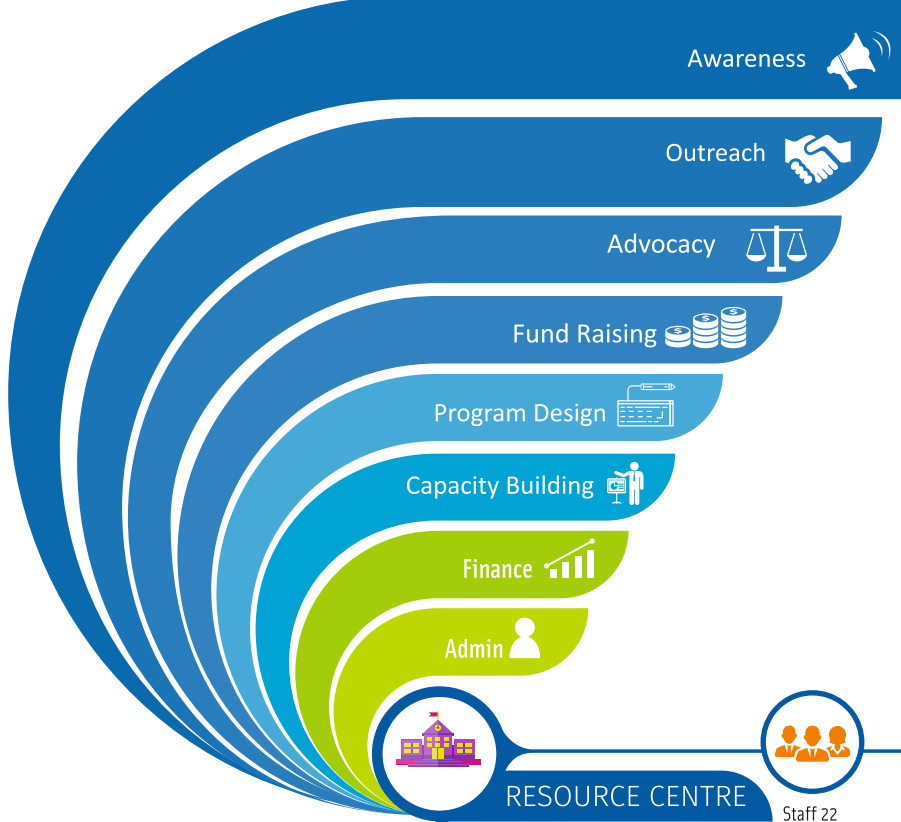 Awareness
Outreach
Advocacy
Fund Raising
Program Design
Capacity Building
Finance
Admin
RESOURCE CENTRE
Staff 22